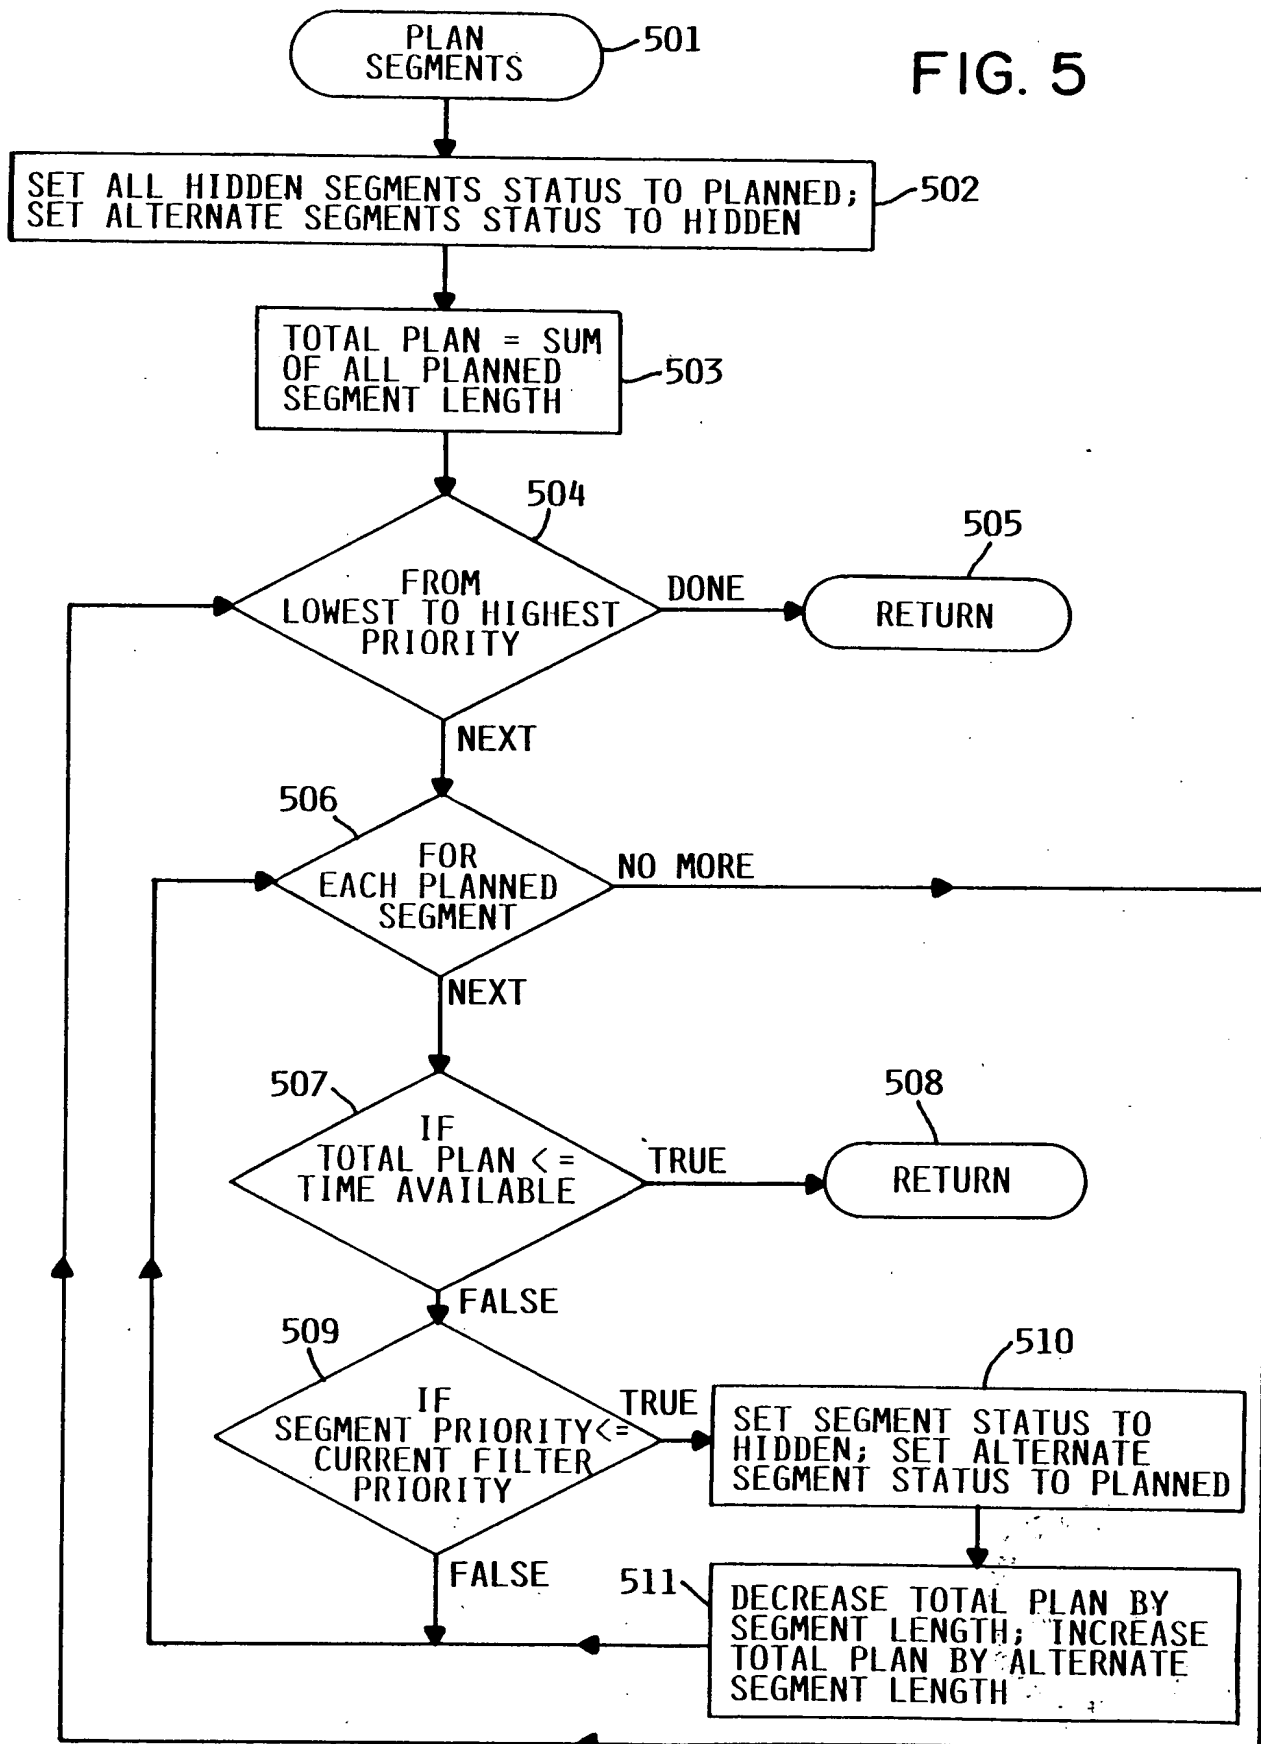 PLAN
SEGMENTS
501
FIG. 5
SET ALL HIDDEN SEGMENTS STATUS TO PLANNED;
SET ALTERNATE SEGMENTS STATUS TO HIDDEN
502
TOTAL PLAN = SUM
OF ALL PLANNED
SEGMENT LENGTH
503
504
FROM
LOWEST TO HIGHEST
PRIORITY
DONE
505
RETURN
NEXT
506
FOR
EACH PLANNED
SEGMENT
NO MORE
NEXT
507
IF
TOTAL PLAN <=
TIME AVAILABLE
TRUE
508
RETURN
FALSE
509
IF
SEGMENT PRIORITY<=
CURRENT FILTER
PRIORITY
TRUE
510
SET SEGMENT STATUS TO
HIDDEN; SET ALTERNATE
SEGMENT STATUS TO PLANNED
FALSE
511
DECREASE TOTAL PLAN BY
SEGMENT LENGTH; INCREASE
TOTAL PLAN BY ALTERNATE
SEGMENT LENGTH